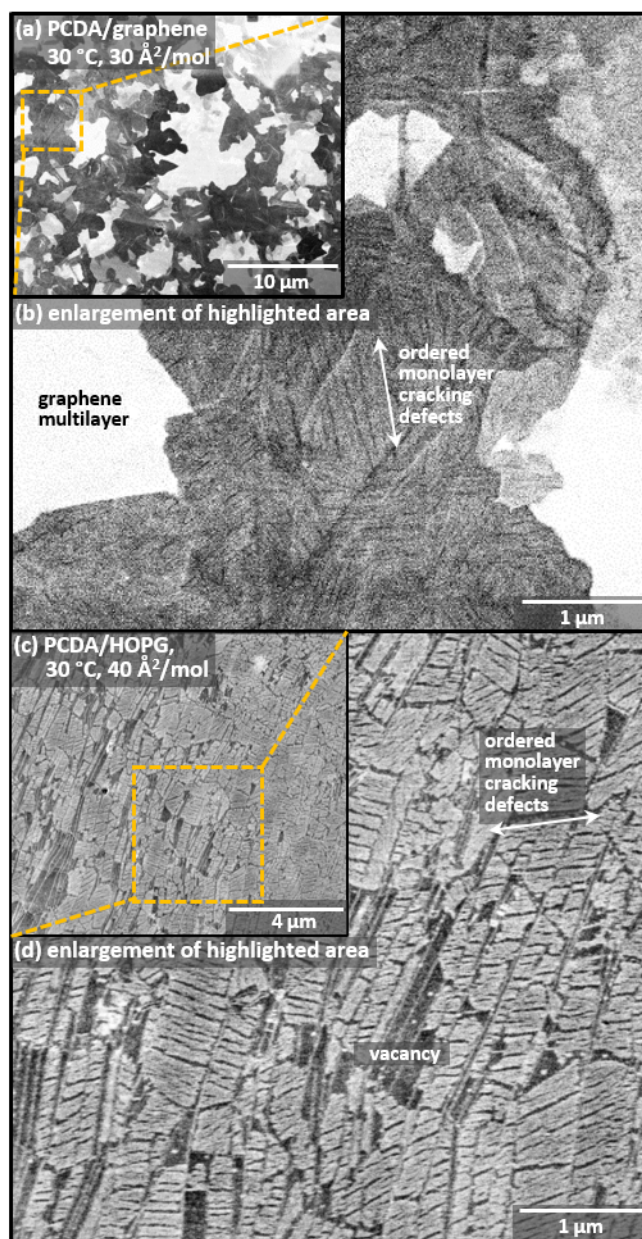 (a) PCDA/graphene
30 °C, 30 Å²/mol
10 µm
(b) enlargement of highlighted area
graphene
multilayer
ordered
monolayer
cracking
defects
1 µm
(c) PCDA/HOPG,
30 °C, 40 Å²/mol
4 µm
ordered
monolayer
cracking
defects
(d) enlargement of highlighted area
vacancy
1 µm